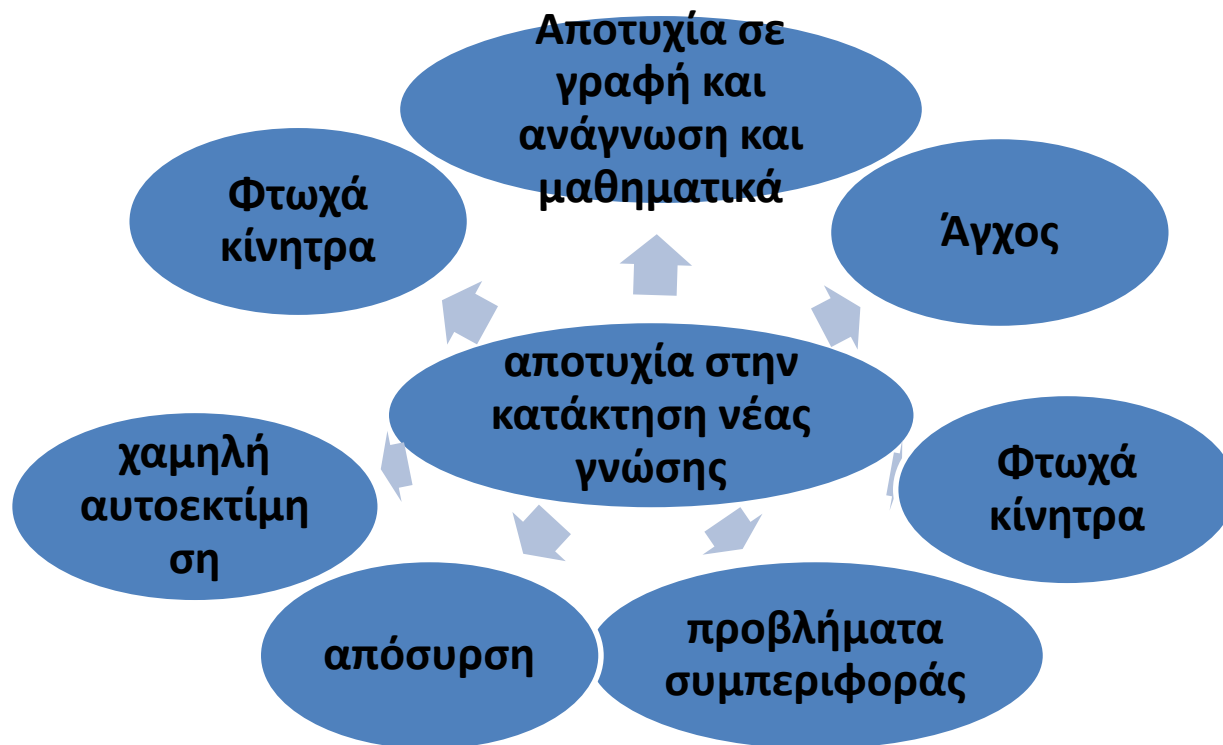 Αποτυχία σε
γραφή και
ανάγνωση και
μαθηματικά
Φτωχά
κίνητρα
Άγχος
αποτυχία στην
κατάκτηση νέας
γνώσης
χαμηλή
αυτοεκτίμη
ση
Φτωχά
κίνητρα
απόσυρση
προβλήματα
συμπεριφοράς